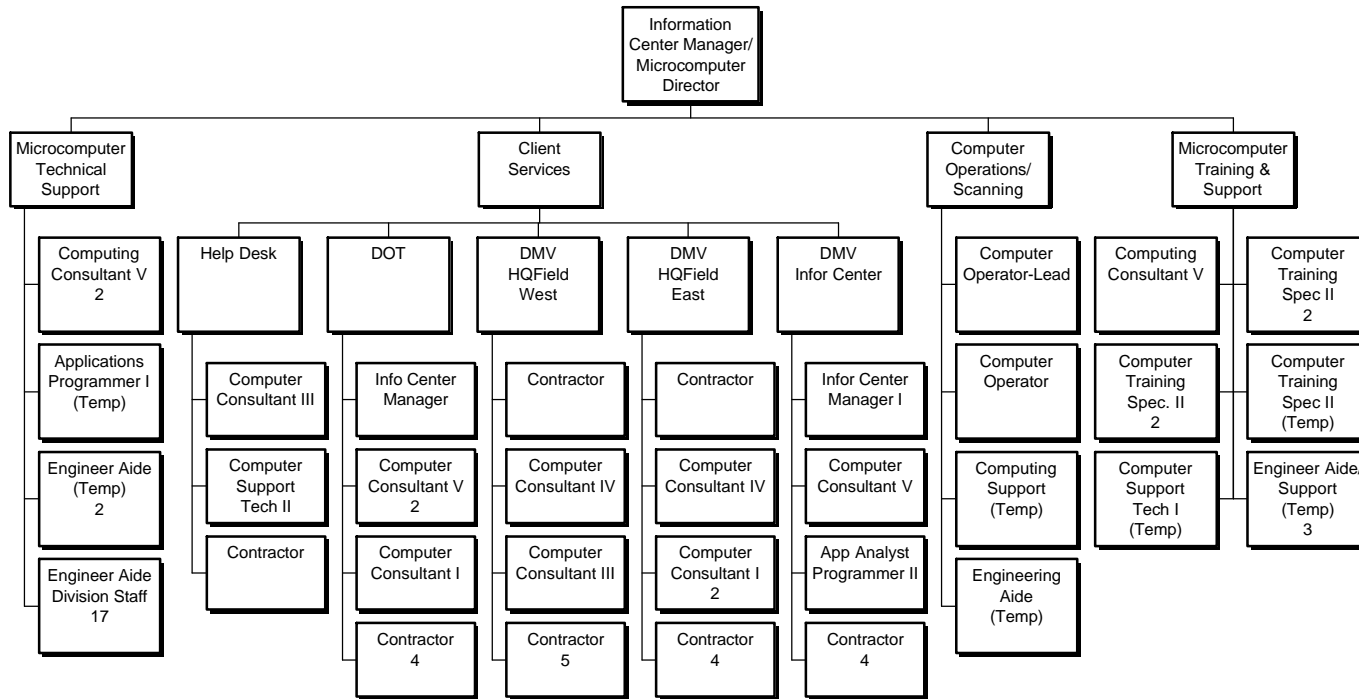 Information
Center Manager/
Microcomputer
Director
Microcomputer
Technical
Support
Client
Services
Computer
Operations/
Scanning
Microcomputer
Training &
Support
Computing
Consultant V
2
Applications
Programmer I
(Temp)
Engineer Aide
(Temp)
2
Engineer Aide
Division Staff
17
Help Desk
Computer
Consultant III
Computer
Support
Tech II
Contractor
DOT
Info Center
Manager
Computer
Consultant V
2
Computer
Consultant I
Contractor
4
DMV
HQField
West
Contractor
Computer
Consultant IV
Computer
Consultant III
Contractor
5
DMV
HQField
East
Contractor
Computer
Consultant IV
Computer
Consultant I
2
Contractor
4
DMV
Infor Center
Infor Center
Manager I
Computer
Consultant V
App Analyst
Programmer II
Contractor
4
Computer
Operator-Lead
Computer
Operator
Computing
Support
(Temp)
Engineering
Aide
(Temp)
Computing
Consultant V
Computer
Training
Spec. II
2
Computer
Support
Tech I
(Temp)
Computer
Training
Spec II
2
Computer
Training
Spec II
(Temp)
Engineer Aide/
Support
(Temp)
3